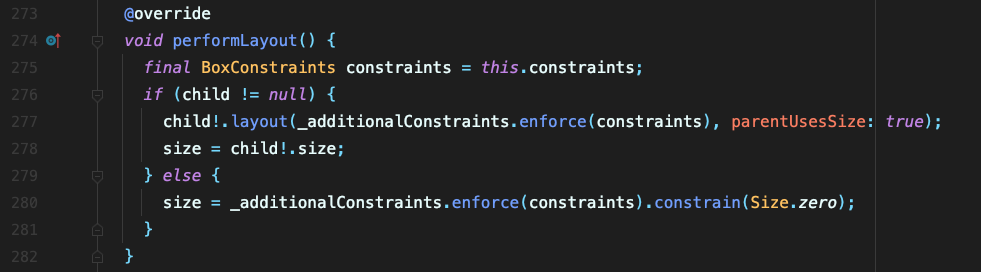 273 @override
274 void performLayout() {
275 final BoxConstraints constraints = this.constraints;
276 if (child != null) {
277 child!.layout(_additionalConstraints.enforce(constraints), parentUsesSize: true);
278 size = child!.size;
279 } else {
280 size = _additionalConstraints.enforce(constraints).constrain(Size.zero);
281 }
282 }